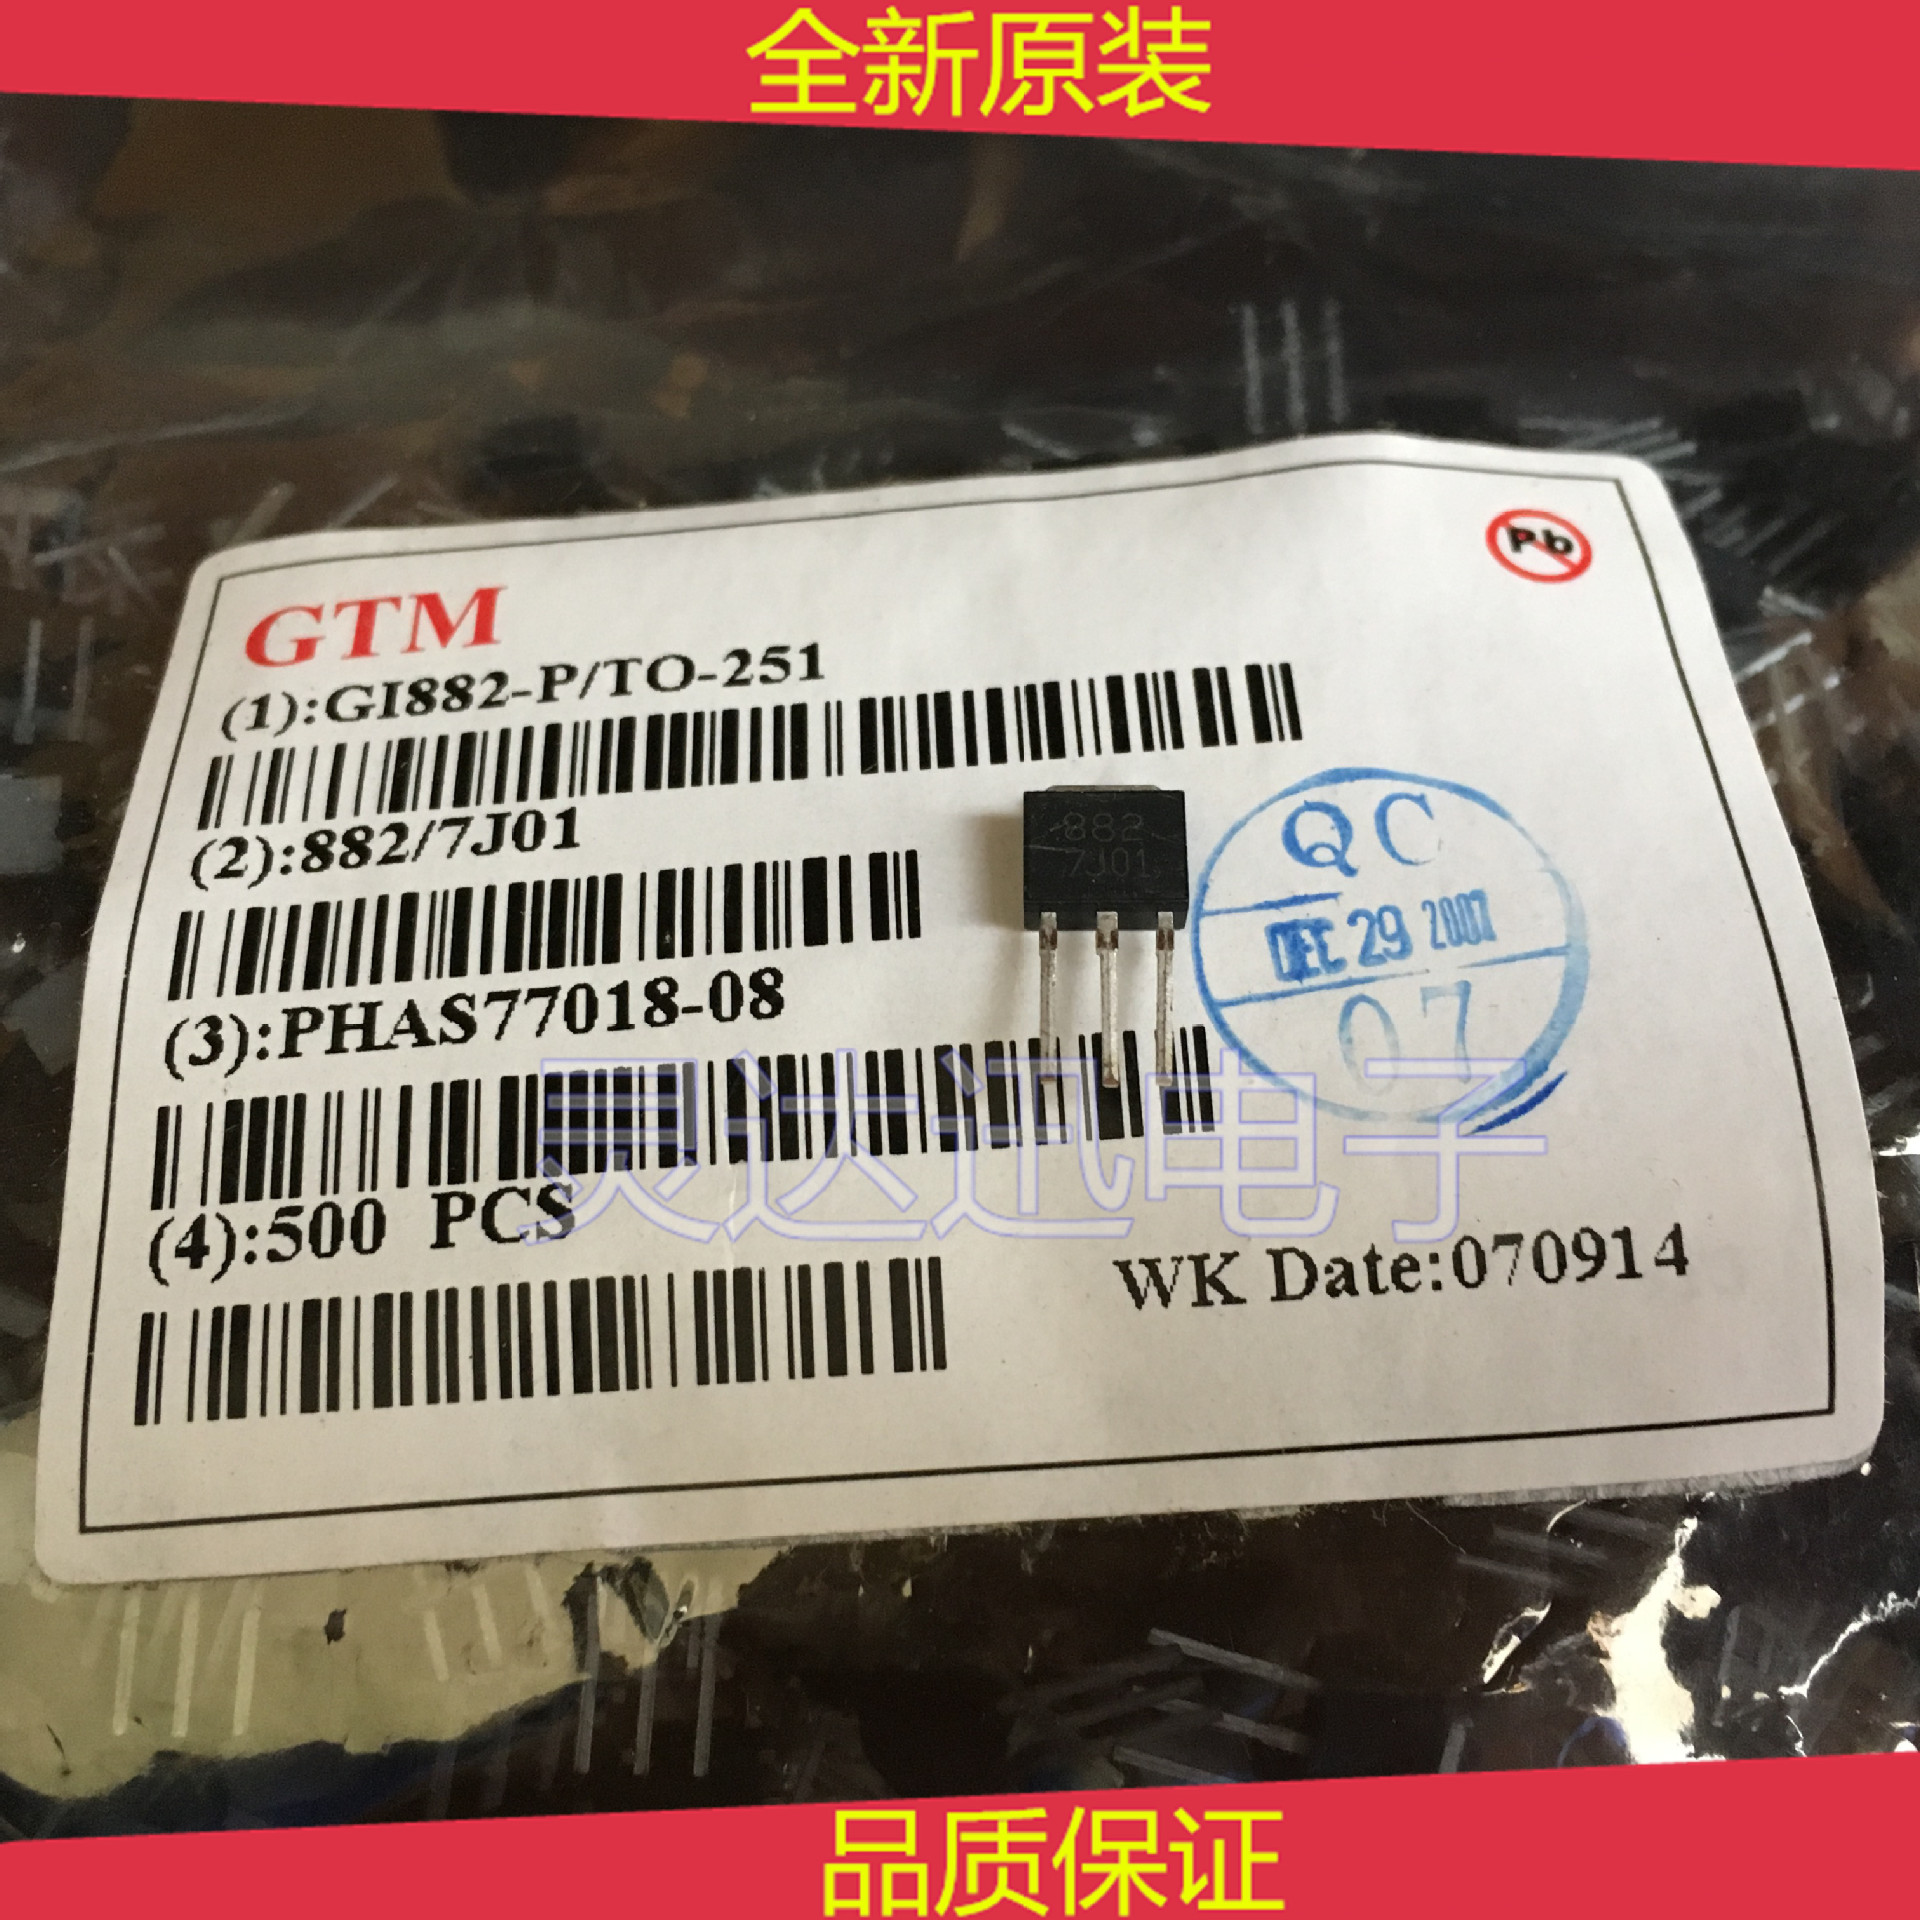 全新原装
Pb
GTM
(1):GI882-P/TO-251
(2):882/7J01
882
7J01
QC
DEC 29 2007
07
(3):PHAS77018-08
灵达迅电子
(4):500 PCS
WK Date:070914
品质保证